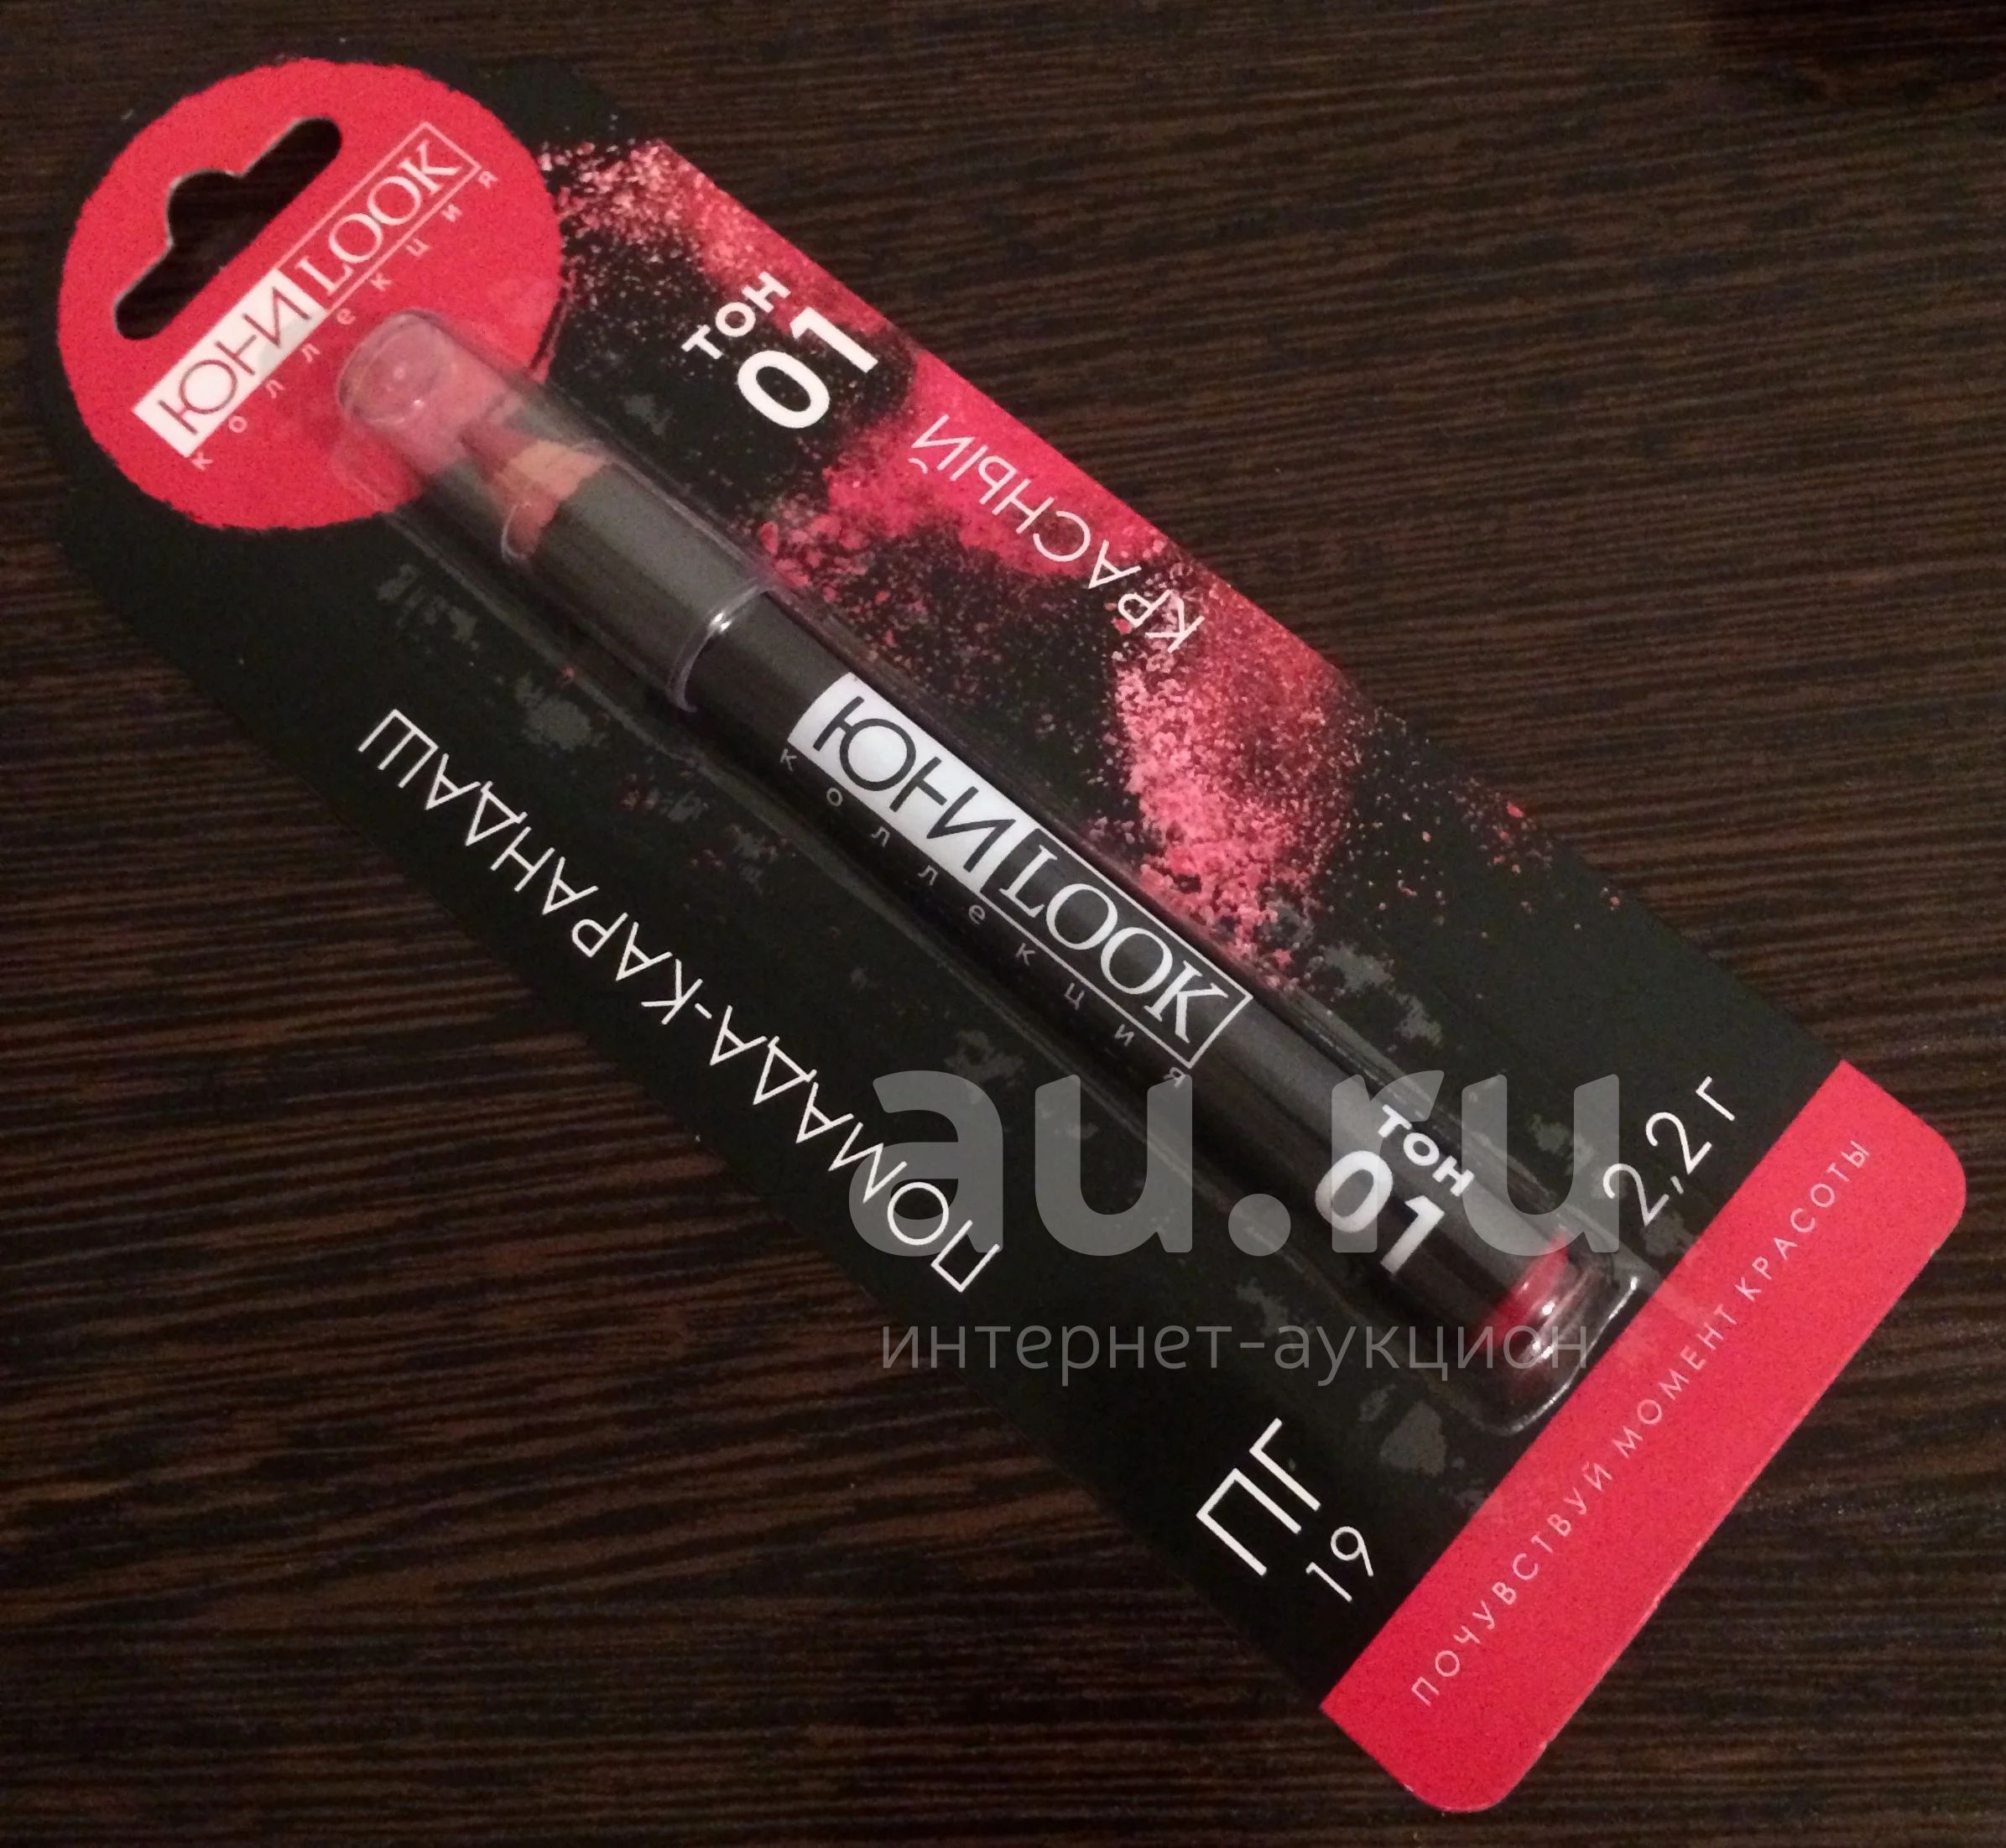 ЮНИLOOK
коллекция
ТОН
01
КРАСНЫЙ
ПОМАДА-КАРАНДАШ
ЮНИLOOK
коллекция
ТОН
01
2,2 г
ПГ
19
ПОЧУВСТВУЙ МОМЕНТ КРАСОТЫ
au.ru
интернет-аукцион